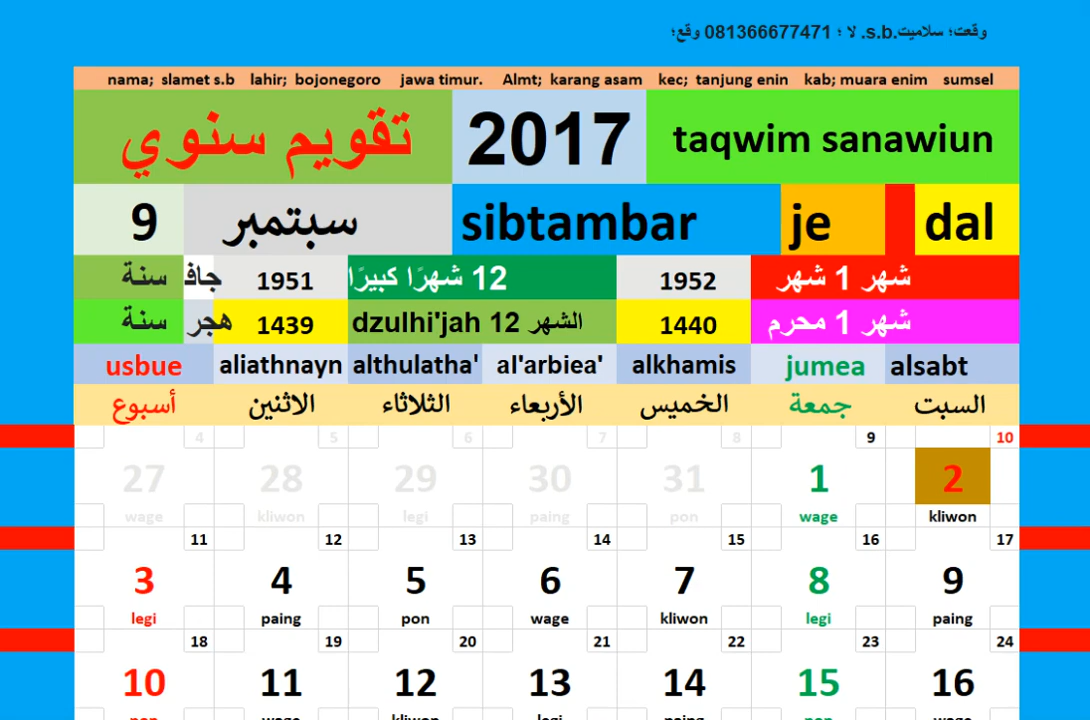 وقعت؛ سلاميت.s.b. لا ؛ 081366677471 وقع؛
nama; slamet s.b lahir; bojonegoro jawa timur. Almt; karang asam kec; tanjung enin kab; muara enim sumsel
تقويم سنوي 2017 taqwim sanawiun
9 سبتمبر sibtambar je dal
سنة جاف 1951 12 شهرًا كبيرًا 1952 شهر 1 شهر
سنة هجر 1439 dzulhi'jah 12 الشهر 1440 شهر 1 محرم
usbue aliathnayn althulatha' al'arbiea' alkhamis jumea alsabt
أسبوع الاثنين الثلاثاء الأربعاء الخميس جمعة السبت
4 5 6 7 8 9 10
27 28 29 30 31 1 2
wage kliwon legi paing pon wage kliwon
11 12 13 14 15 16 17
3 4 5 6 7 8 9
legi paing pon wage kliwon legi paing
18 19 20 21 22 23 24
10 11 12 13 14 15 16